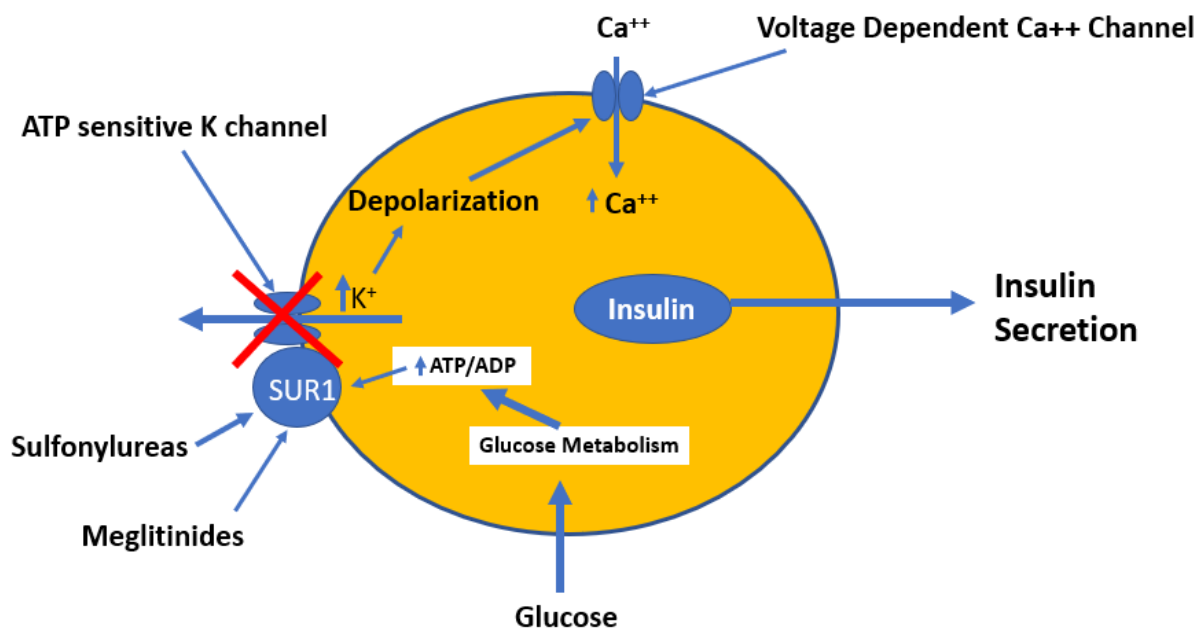 Ca⁺⁺
Voltage Dependent Ca++ Channel
ATP sensitive K channel
Depolarization
Ca⁺⁺
K⁺
Insulin
Insulin
Secretion
ATP/ADP
SUR1
Glucose Metabolism
Sulfonylureas
Meglitinides
Glucose